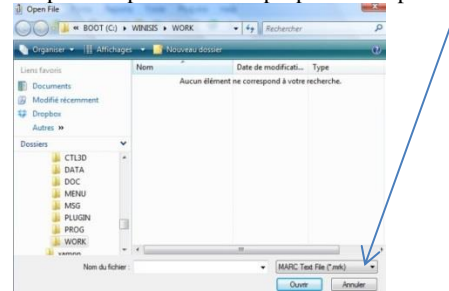 Open File
BOOT (C:) ▸ WINISIS ▸ WORK
Rechercher
Organiser Affichages Nouveau dossier
Liens favoris
Nom Date de modificati... Type
Aucun élément ne correspond à votre recherche.
Documents
Modifié récemment
Dropbox
Autres »
Dossiers
CTL3D
DATA
DOC
MENU
MSG
PLUGIN
PROG
WORK
Nom du fichier : MARC Text File (*.mrk)
Ouvrir Annuler